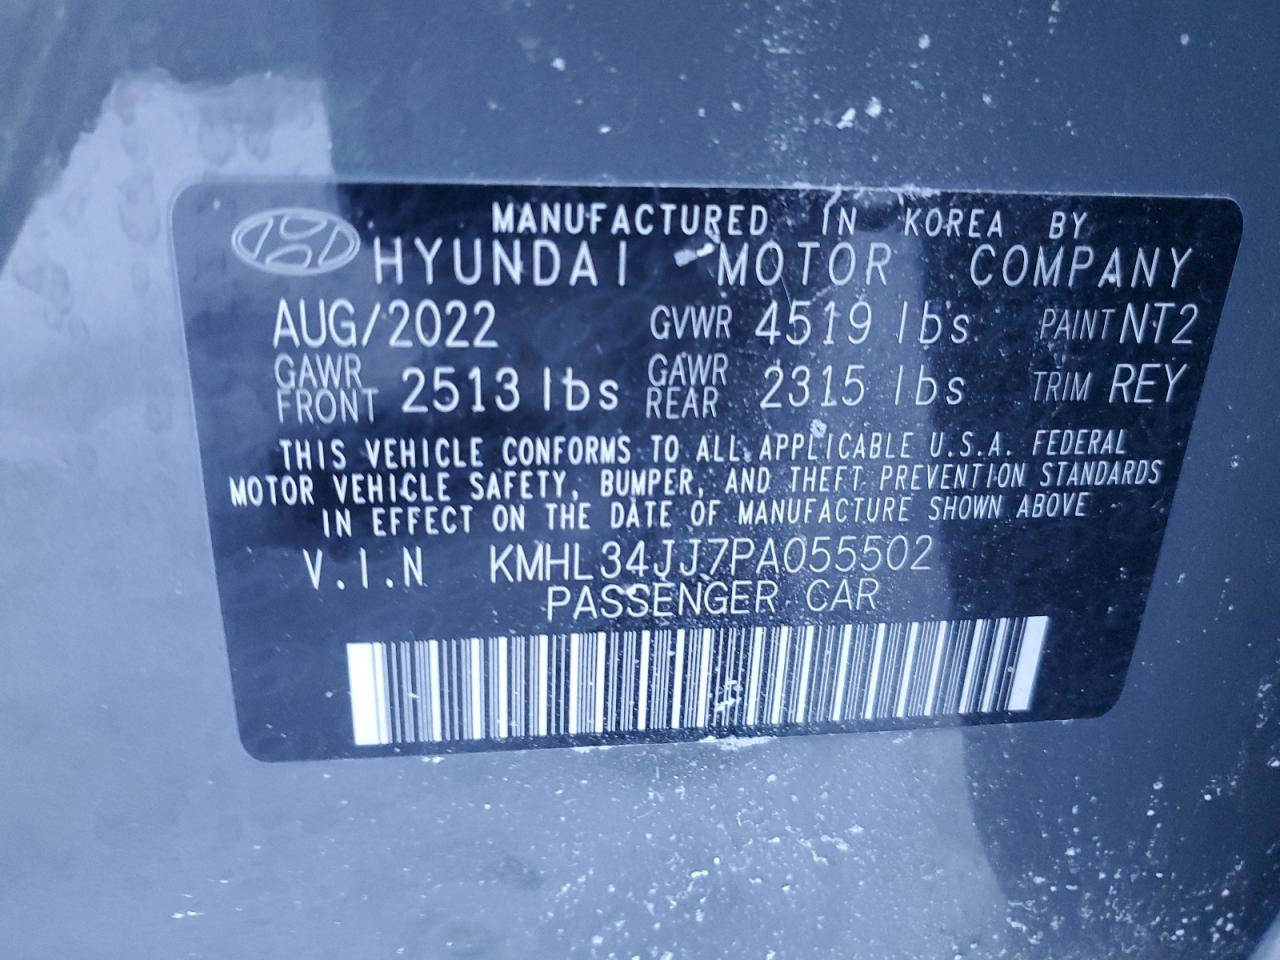 MANUFACTURED IN KOREA BY
HYUNDAI MOTOR COMPANY
AUG/2022 GVWR 4519 lbs PAINT NT2
GAWR FRONT 2513 lbs GAWR REAR 2315 lbs TRIM REY
THIS VEHICLE CONFORMS TO ALL APPLICABLE U.S.A. FEDERAL
MOTOR VEHICLE SAFETY, BUMPER, AND THEFT PREVENTION STANDARDS
IN EFFECT ON THE DATE OF MANUFACTURE SHOWN ABOVE
V.I.N KMHL34JJ7PA055502
PASSENGER CAR